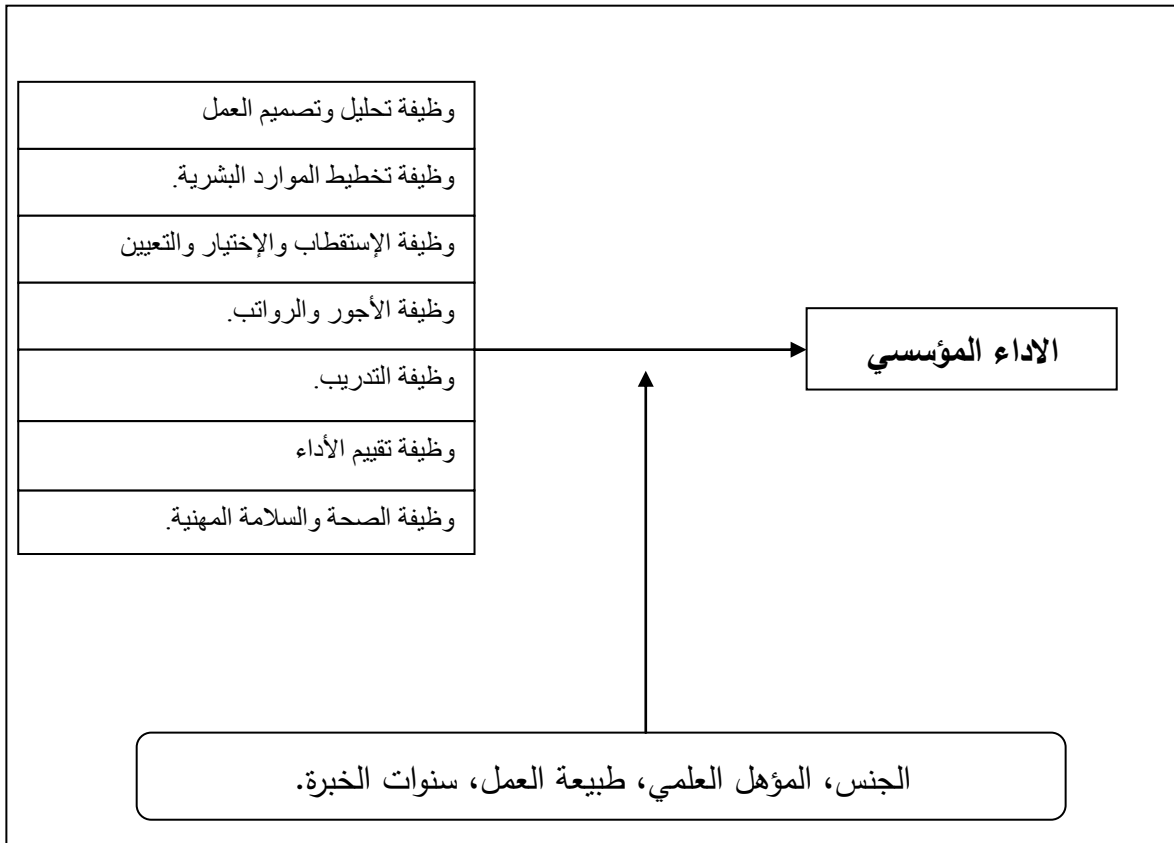 وظيفة تحليل وتصميم العمل
وظيفة تخطيط الموارد البشرية.
وظيفة الإستقطاب والإختيار والتعيين
وظيفة الأجور والرواتب.
وظيفة التدريب.
وظيفة تقييم الأداء
وظيفة الصحة والسلامة المهنية.
الاداء المؤسسي
الجنس، المؤهل العلمي، طبيعة العمل، سنوات الخبرة.